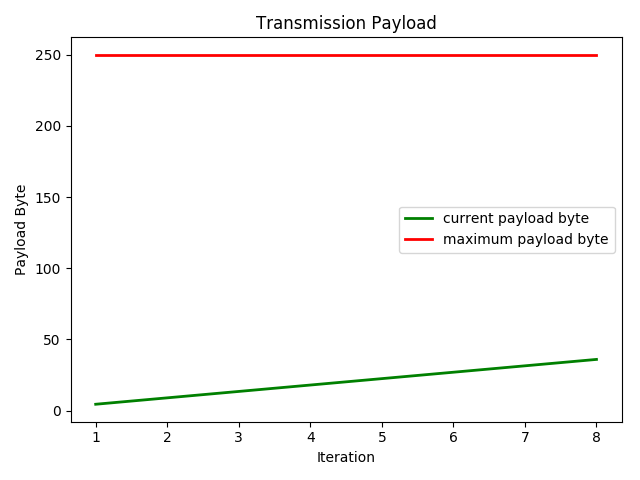 Transmission Payload
250
200
150
100
50
0
Payload Byte
current payload byte
maximum payload byte
1 2 3 4 5 6 7 8
Iteration